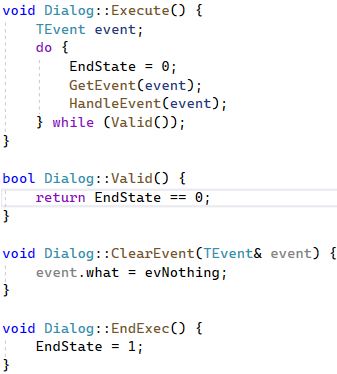 void Dialog::Execute() {
    TEvent event;
    do {
        EndState = 0;
        GetEvent(event);
        HandleEvent(event);
    } while (Valid());
}

bool Dialog::Valid() {
    return EndState == 0;
}

void Dialog::ClearEvent(TEvent& event) {
    event.what = evNothing;
}

void Dialog::EndExec() {
    EndState = 1;
}